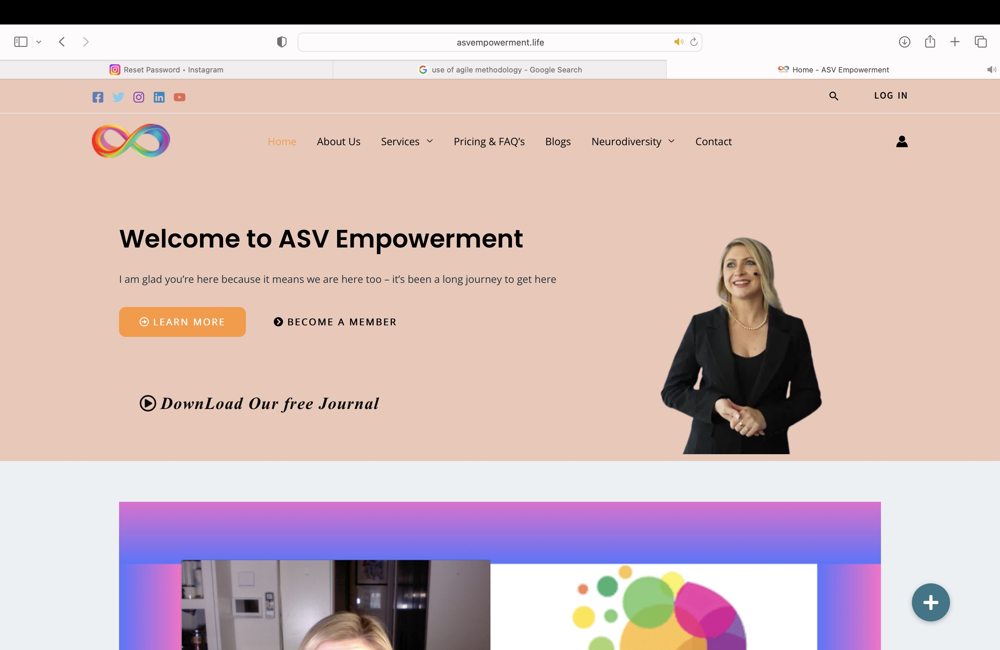 asvempowerment.life
Reset Password • Instagram
use of agile methodology - Google Search
Home - ASV Empowerment
LOG IN
Home
About Us
Services
Pricing & FAQ’s
Blogs
Neurodiversity
Contact
Welcome to ASV Empowerment
I am glad you’re here because it means we are here too – it’s been a long journey to get here
LEARN MORE
BECOME A MEMBER
DownLoad Our free Journal